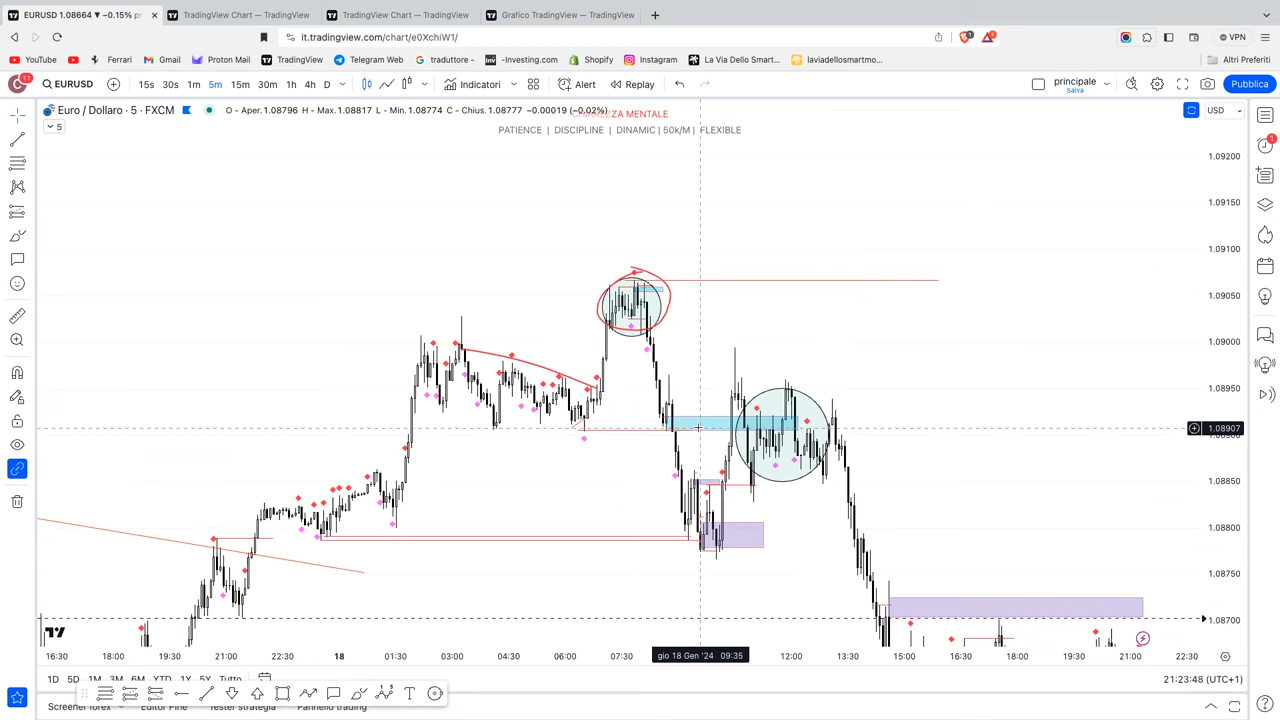 EURUSD 1.08664 ▼ −0.15% pr
TradingView Chart — TradingView
TradingView Chart — TradingView
Grafico TradingView — TradingView
it.tradingview.com/chart/e0XchiW1/
VPN
YouTube
Ferrari
Gmail
Proton Mail
TradingView
Telegram Web
traduttore -
-Investing.com
Shopify
Instagram
La Via Dello Smart...
laviadellosmartmo...
Altri Preferiti
11
EURUSD
15s 30s 1m 5m 15m 30m 1h 4h D
Indicatori
Alert
Replay
principale
Salva
Pubblica
Euro / Dollaro · 5 · FXCM
O - Aper. 1.08796 H - Max. 1.08817 L - Min. 1.08774 C - Chius. 1.08777 −0.00019 (−0.02%)
ZZA MENTALE
5
PATIENCE | DISCIPLINE | DINAMIC | 50k/M | FLEXIBLE
USD
1.09200
1.09150
1.09100
1.09050
1.09000
1.08950
1.08907
1.08900
1.08850
1.08800
1.08750
1.08700
16:30
18:00
19:30
21:00
22:30
18
01:30
03:00
04:30
06:00
07:30
gio 18 Gen '24 09:35
12:00
13:30
15:00
16:30
18:00
19:30
21:00
22:30
1D 5D 1M 3M 6M YTD 1Y 5Y Tutto
21:23:48 (UTC+1)
Screener forex
Editor Pine
Tester strategia
Pannello trading